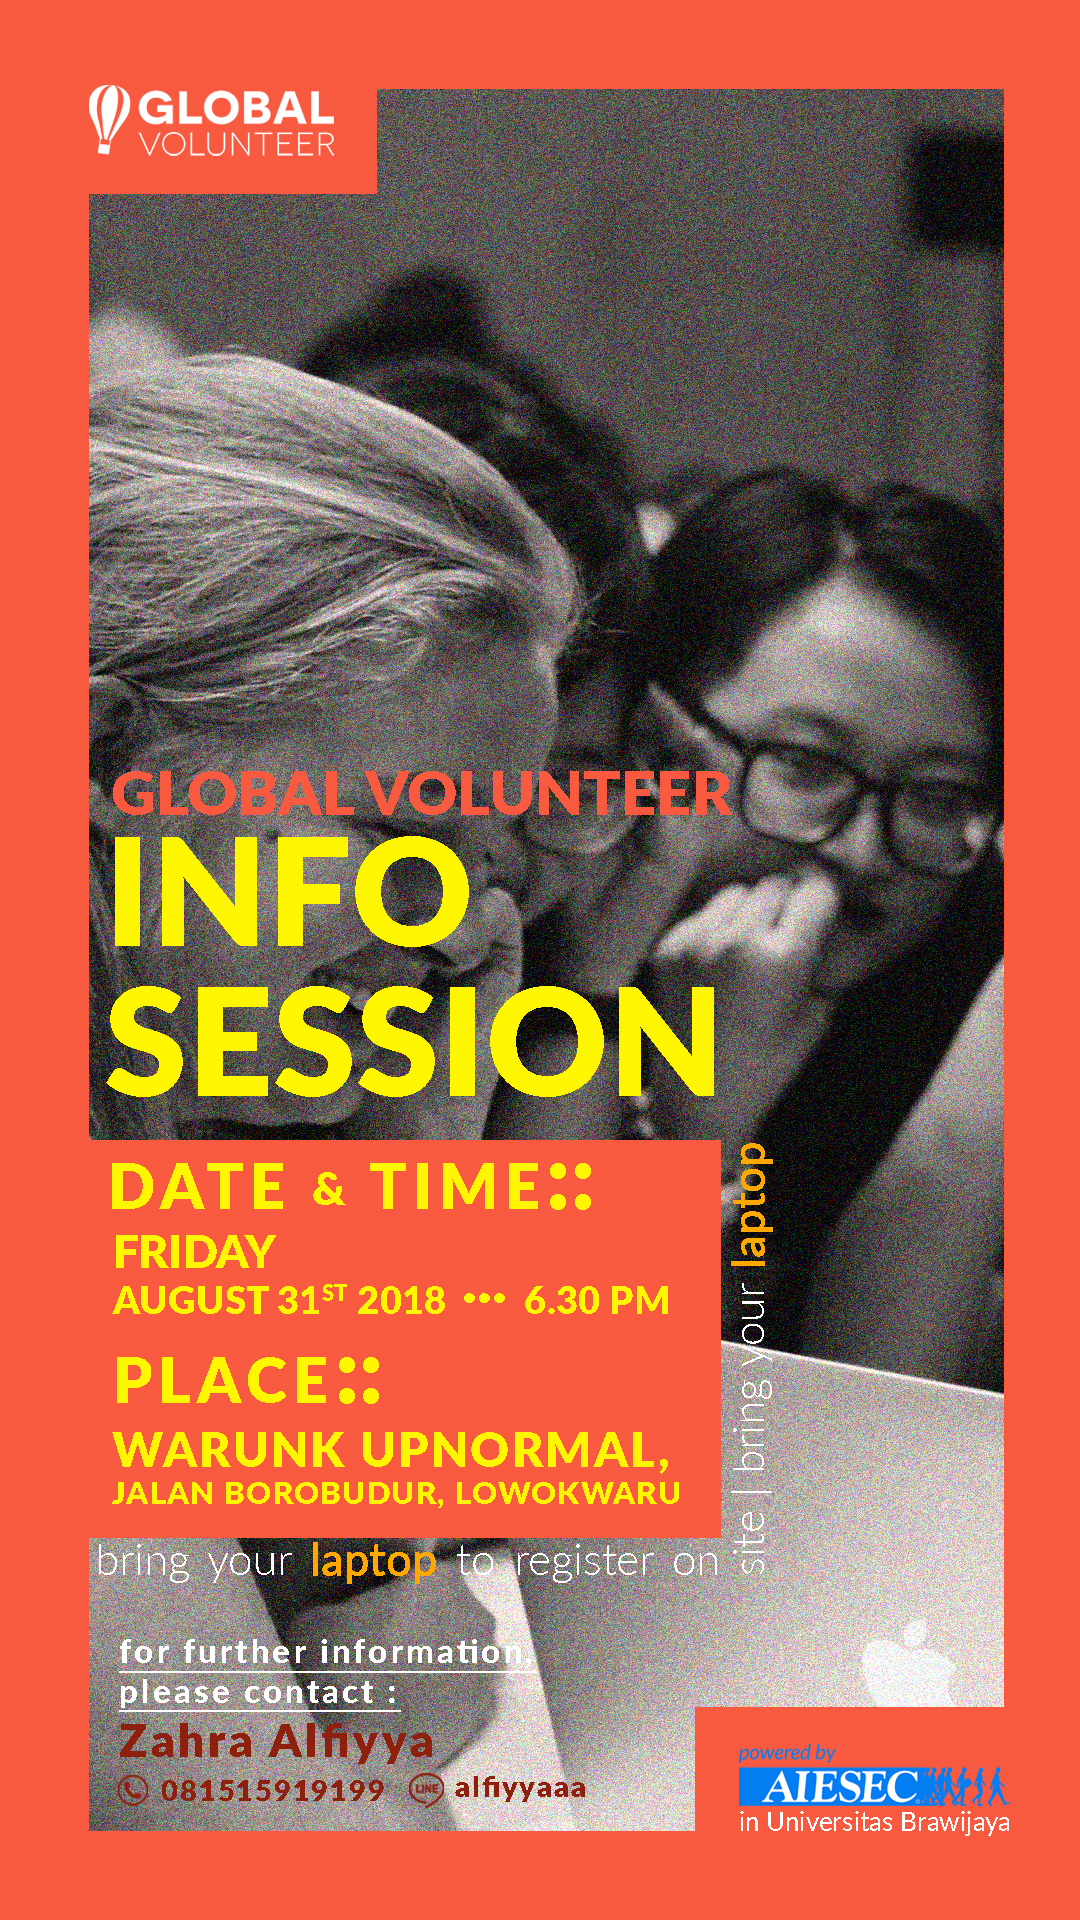 GLOBAL
VOLUNTEER
GLOBAL VOLUNTEER
INFO
SESSION
DATE & TIME::
FRIDAY
AUGUST 31ST 2018 ••• 6.30 PM
PLACE::
WARUNK UPNORMAL,
JALAN BOROBUDUR, LOWOKWARU
bring your laptop to register on
site | bring your laptop
for further information,
please contact :
Zahra Alfiyya
081515919199 LINE alfiyyaaa
powered by
AIESEC
in Universitas Brawijaya